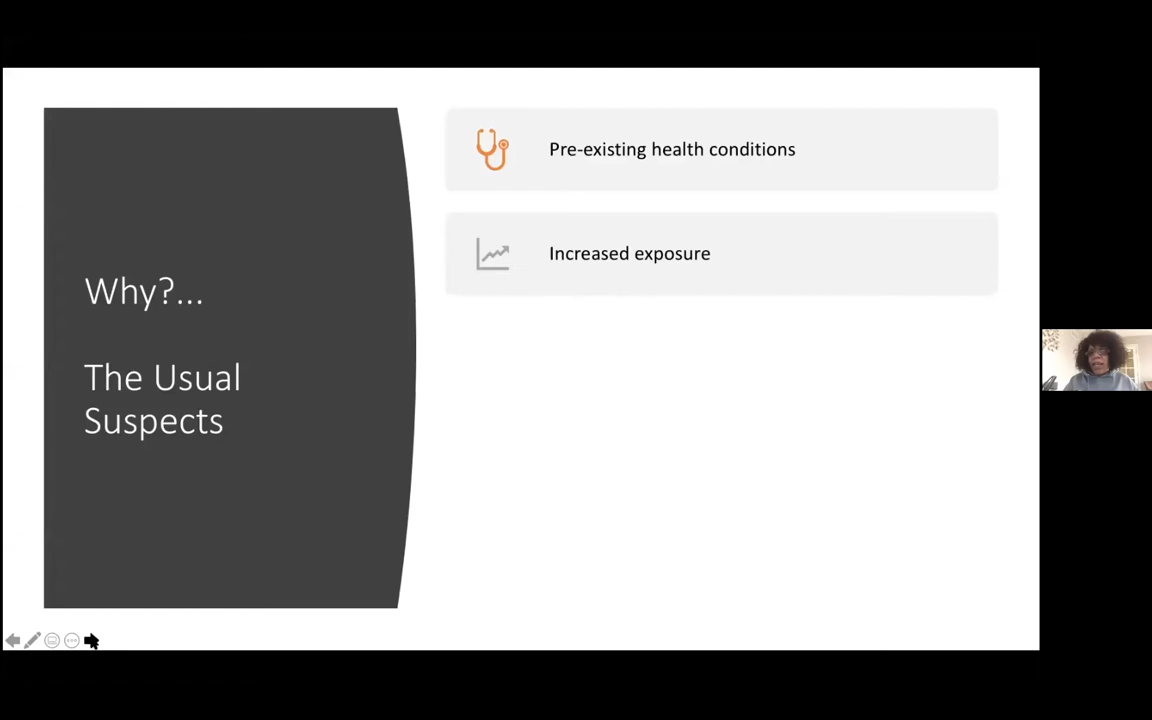 Why?...
The Usual
Suspects
Pre-existing health conditions
Increased exposure